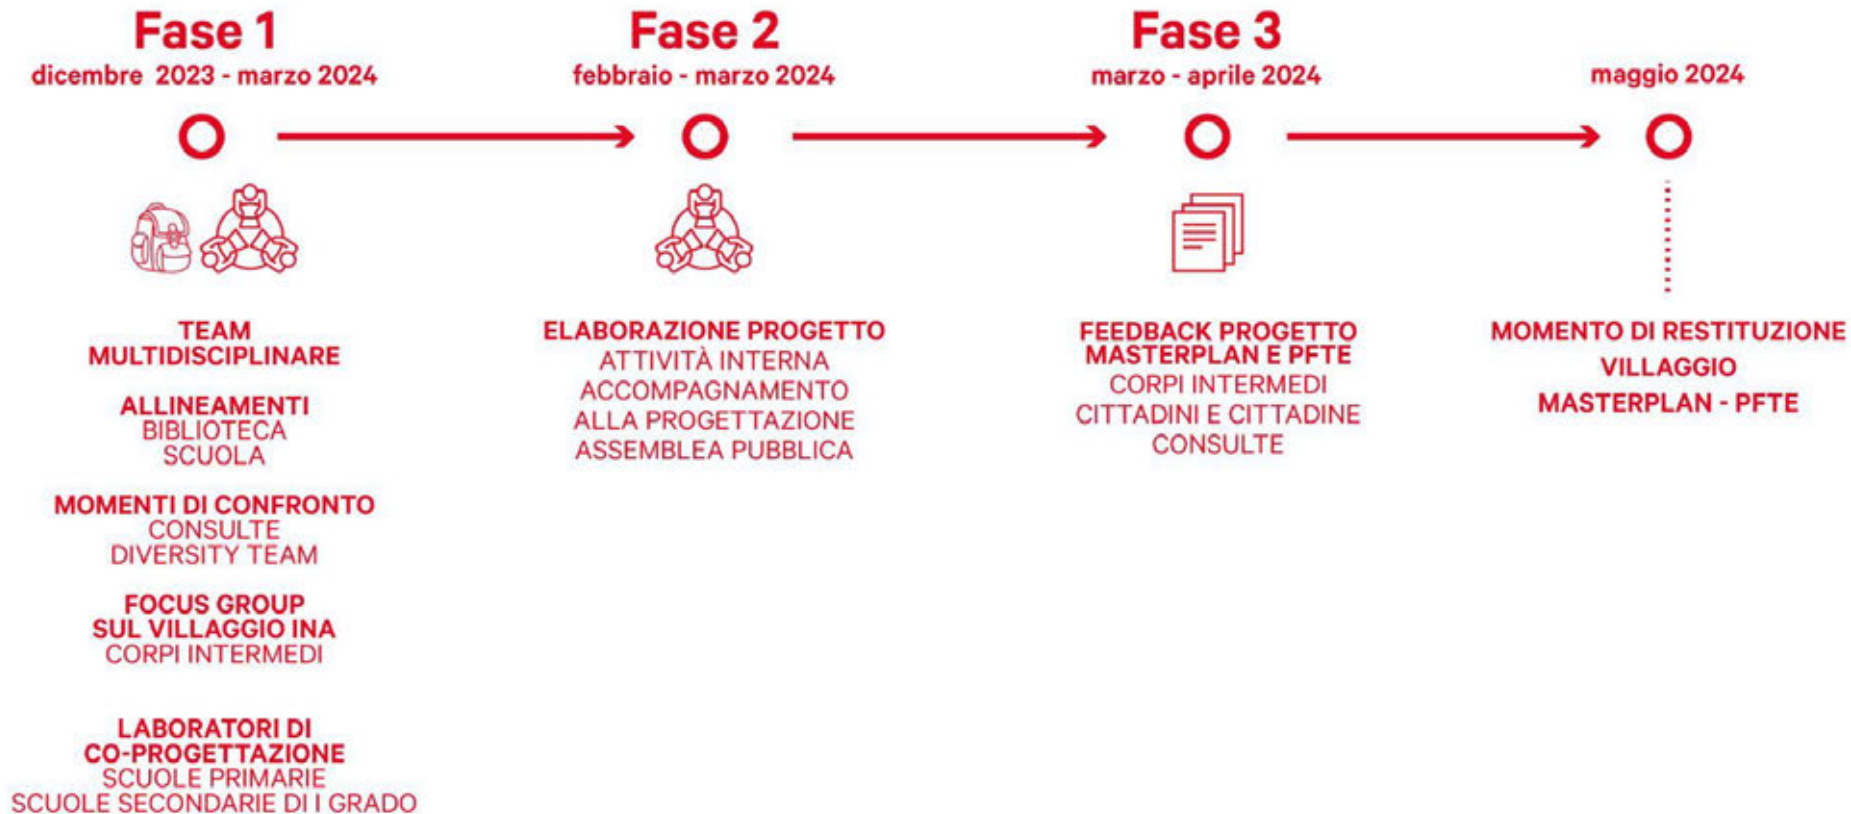 Fase 1
dicembre 2023 - marzo 2024
TEAM
MULTIDISCIPLINARE
ALLINEAMENTI
BIBLIOTECA
SCUOLA
MOMENTI DI CONFRONTO
CONSULTE
DIVERSITY TEAM
FOCUS GROUP
SUL VILLAGGIO INA
CORPI INTERMEDI
LABORATORI DI
CO-PROGETTAZIONE
SCUOLE PRIMARIE
SCUOLE SECONDARIE DI I GRADO
Fase 2
febbraio - marzo 2024
ELABORAZIONE PROGETTO
ATTIVITÀ INTERNA
ACCOMPAGNAMENTO
ALLA PROGETTAZIONE
ASSEMBLEA PUBBLICA
Fase 3
marzo - aprile 2024
FEEDBACK PROGETTO
MASTERPLAN E PFTE
CORPI INTERMEDI
CITTADINI E CITTADINE
CONSULTE
maggio 2024
MOMENTO DI RESTITUZIONE
VILLAGGIO
MASTERPLAN - PFTE